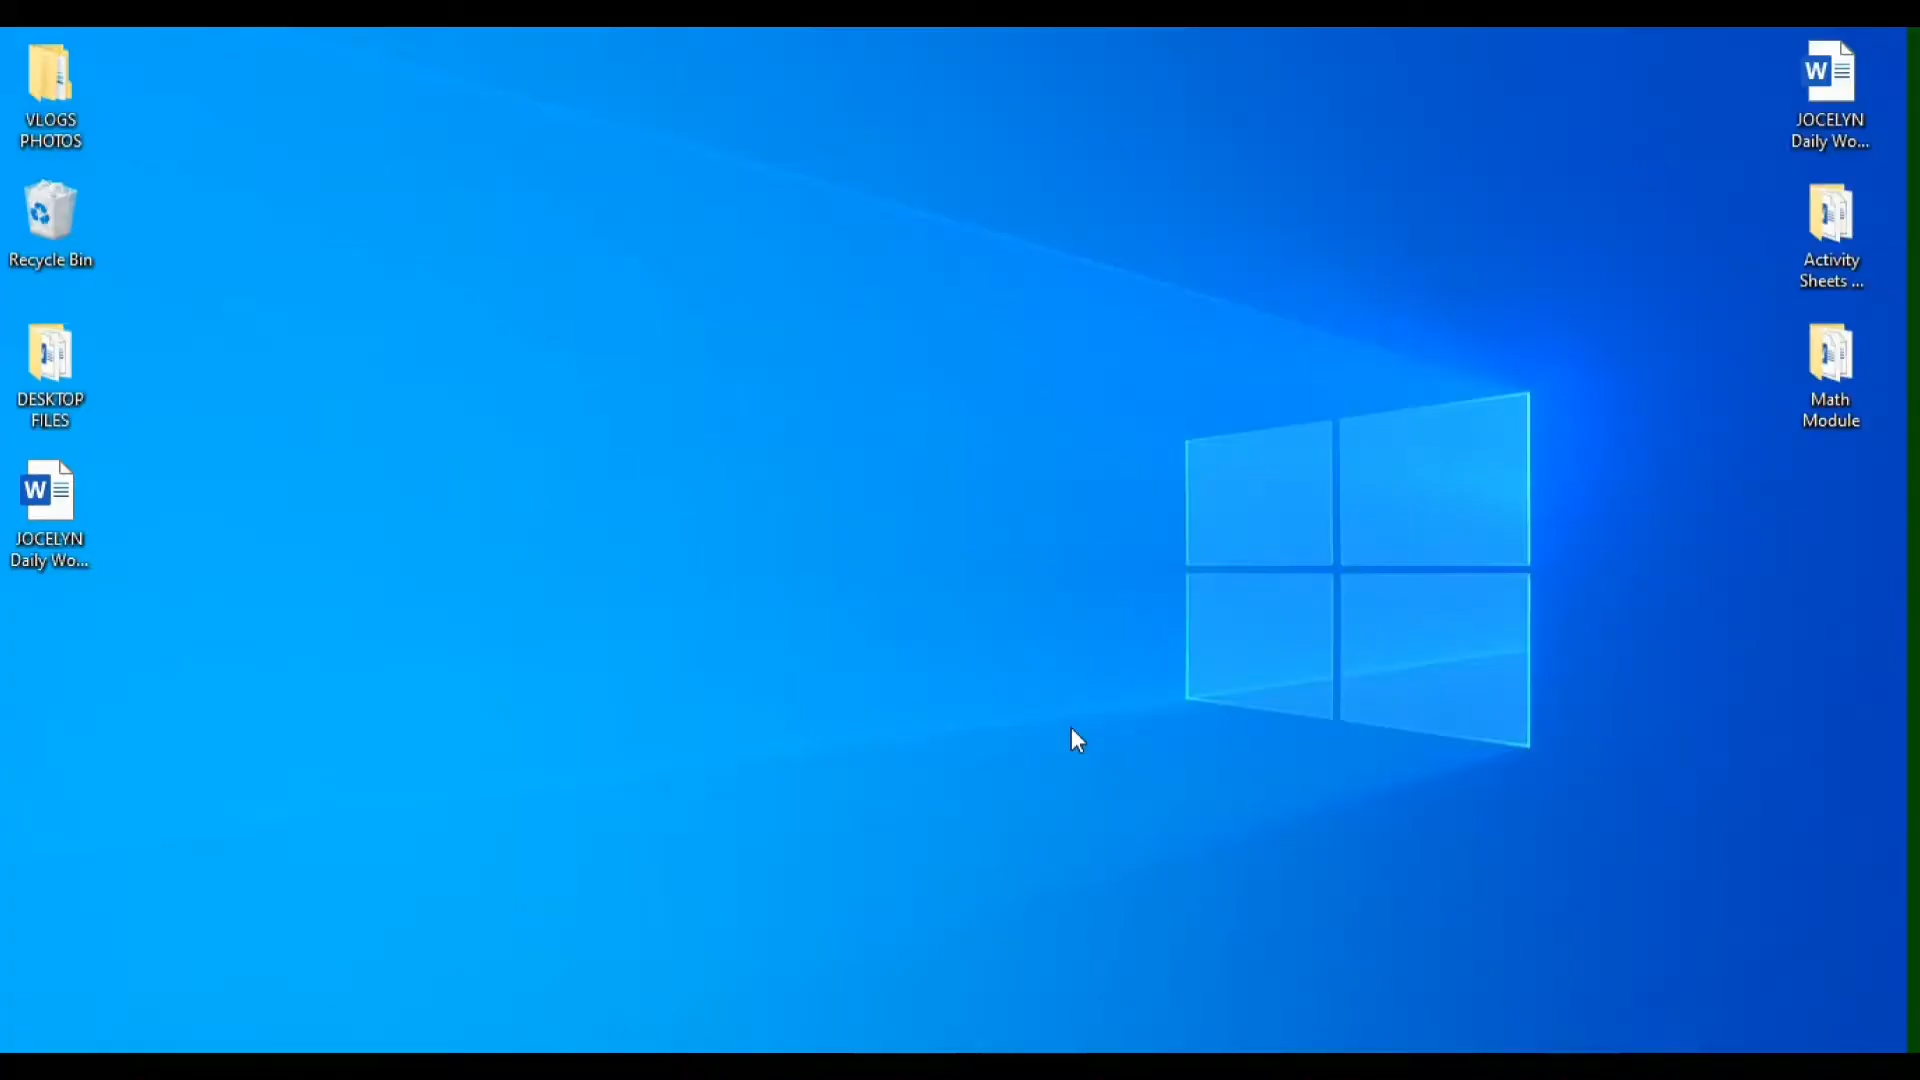 VLOGS
PHOTOS
Recycle Bin
DESKTOP
FILES
W
JOCELYN
Daily Wo...
W
JOCELYN
Daily Wo...
Activity
Sheets ...
Math
Module